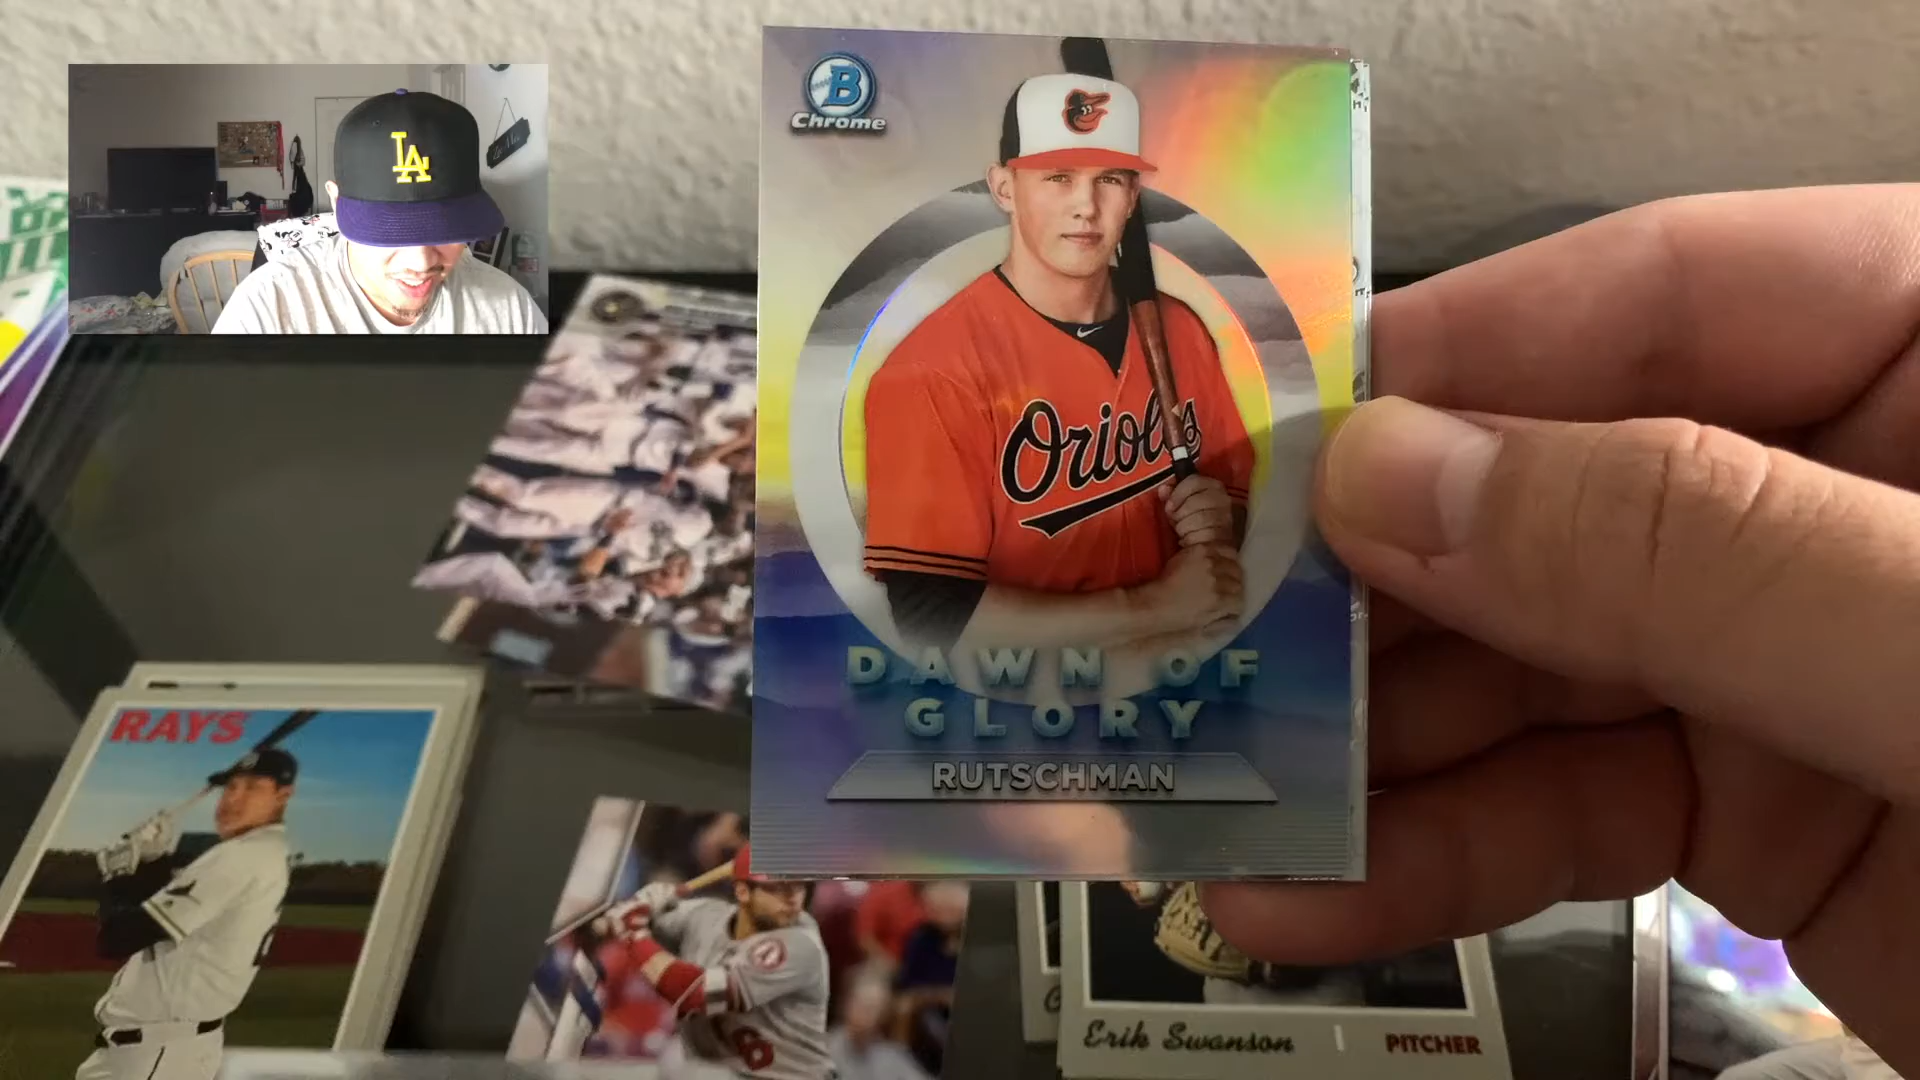 LA
B
Chrome
Orioles
DAWN OF
GLORY
RUTSCHMAN
RAYS
Erik Swanson
PITCHER